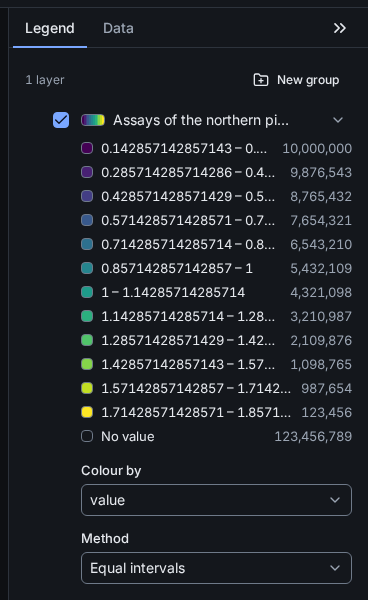 Legend Data
1 layer New group
Assays of the northern pi...
0.142857142857143 – 0.... 10,000,000
0.285714285714286 – 0.4... 9,876,543
0.428571428571429 – 0.5... 8,765,432
0.571428571428571 – 0.7... 7,654,321
0.714285714285714 – 0.8... 6,543,210
0.857142857142857 – 1 5,432,109
1 – 1.14285714285714 4,321,098
1.14285714285714 – 1.28... 3,210,987
1.28571428571429 – 1.42... 2,109,876
1.42857142857143 – 1.57... 1,098,765
1.57142857142857 – 1.7142... 987,654
1.71428571428571 – 1.8571... 123,456
No value 123,456,789
Colour by
value
Method
Equal intervals